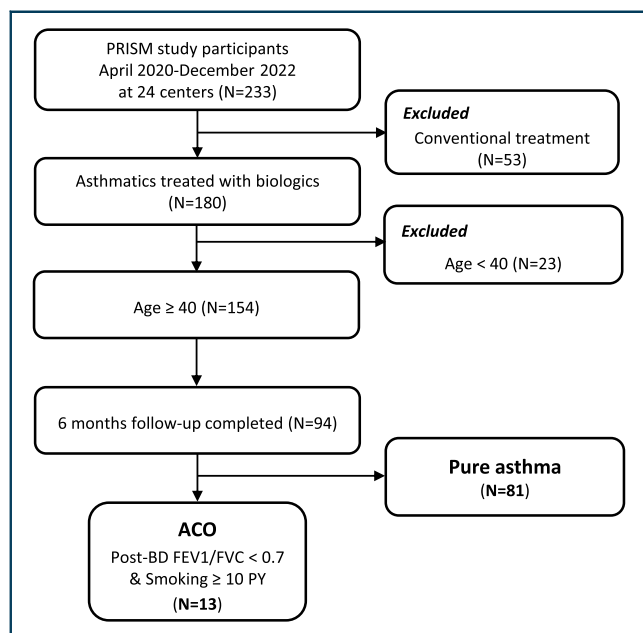 PRISM study participants
April 2020-December 2022
at 24 centers (N=233)
Excluded
Conventional treatment
(N=53)
Asthmatics treated with biologics
(N=180)
Excluded
Age < 40 (N=23)
Age ≥ 40 (N=154)
6 months follow-up completed (N=94)
Pure asthma
(N=81)
ACO
Post-BD FEV1/FVC < 0.7
& Smoking ≥ 10 PY
(N=13)